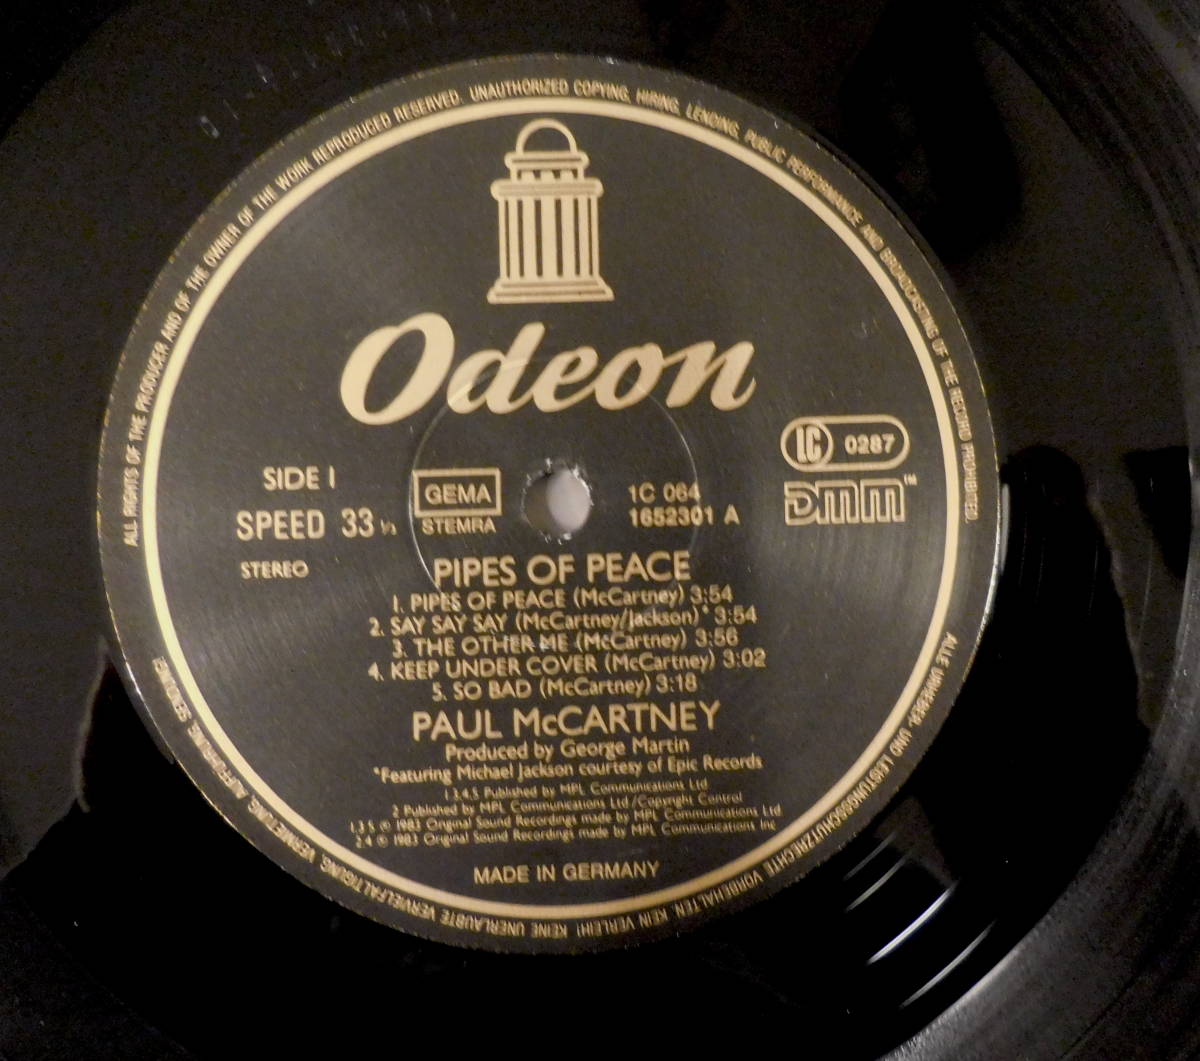 ALL RIGHTS OF THE PRODUCER AND OF THE OWNER OF THE WORK REPRODUCED RESERVED. UNAUTHORIZED COPYING, HIRING, LENDING, PUBLIC PERFORMANCE AND BROADCASTING OF THE RECORD PROHIBITED.
Odeon
LC 0287
SIDE 1
GEMA
1C 064
DMM™
SPEED 33 1/3
STEMRA
1652301 A
STEREO
PIPES OF PEACE
1. PIPES OF PEACE (McCartney) 3:54
2. SAY SAY SAY (McCartney/Jackson)* 3:54
3. THE OTHER ME (McCartney) 3:56
4. KEEP UNDER COVER (McCartney) 3:02
5. SO BAD (McCartney) 3:18
PAUL McCARTNEY
Produced by George Martin
*Featuring Michael Jackson courtesy of Epic Records
1.3.4.5 Published by MPL Communications Ltd
2 Published by MPL Communications Ltd/Copyright Control
1.3.5 ℗ 1983 Original Sound Recordings made by MPL Communications Ltd
2.4 ℗ 1983 Original Sound Recordings made by MPL Communications Inc
MADE IN GERMANY
ALLE URHEBER- UND LEISTUNGSSCHUTZRECHTE VORBEHALTEN. KEIN VERLEIH! KEINE UNERLAUBTE VERVIELFÄLTIGUNG, VERMIETUNG, AUFFÜHRUNG, SENDUNG!